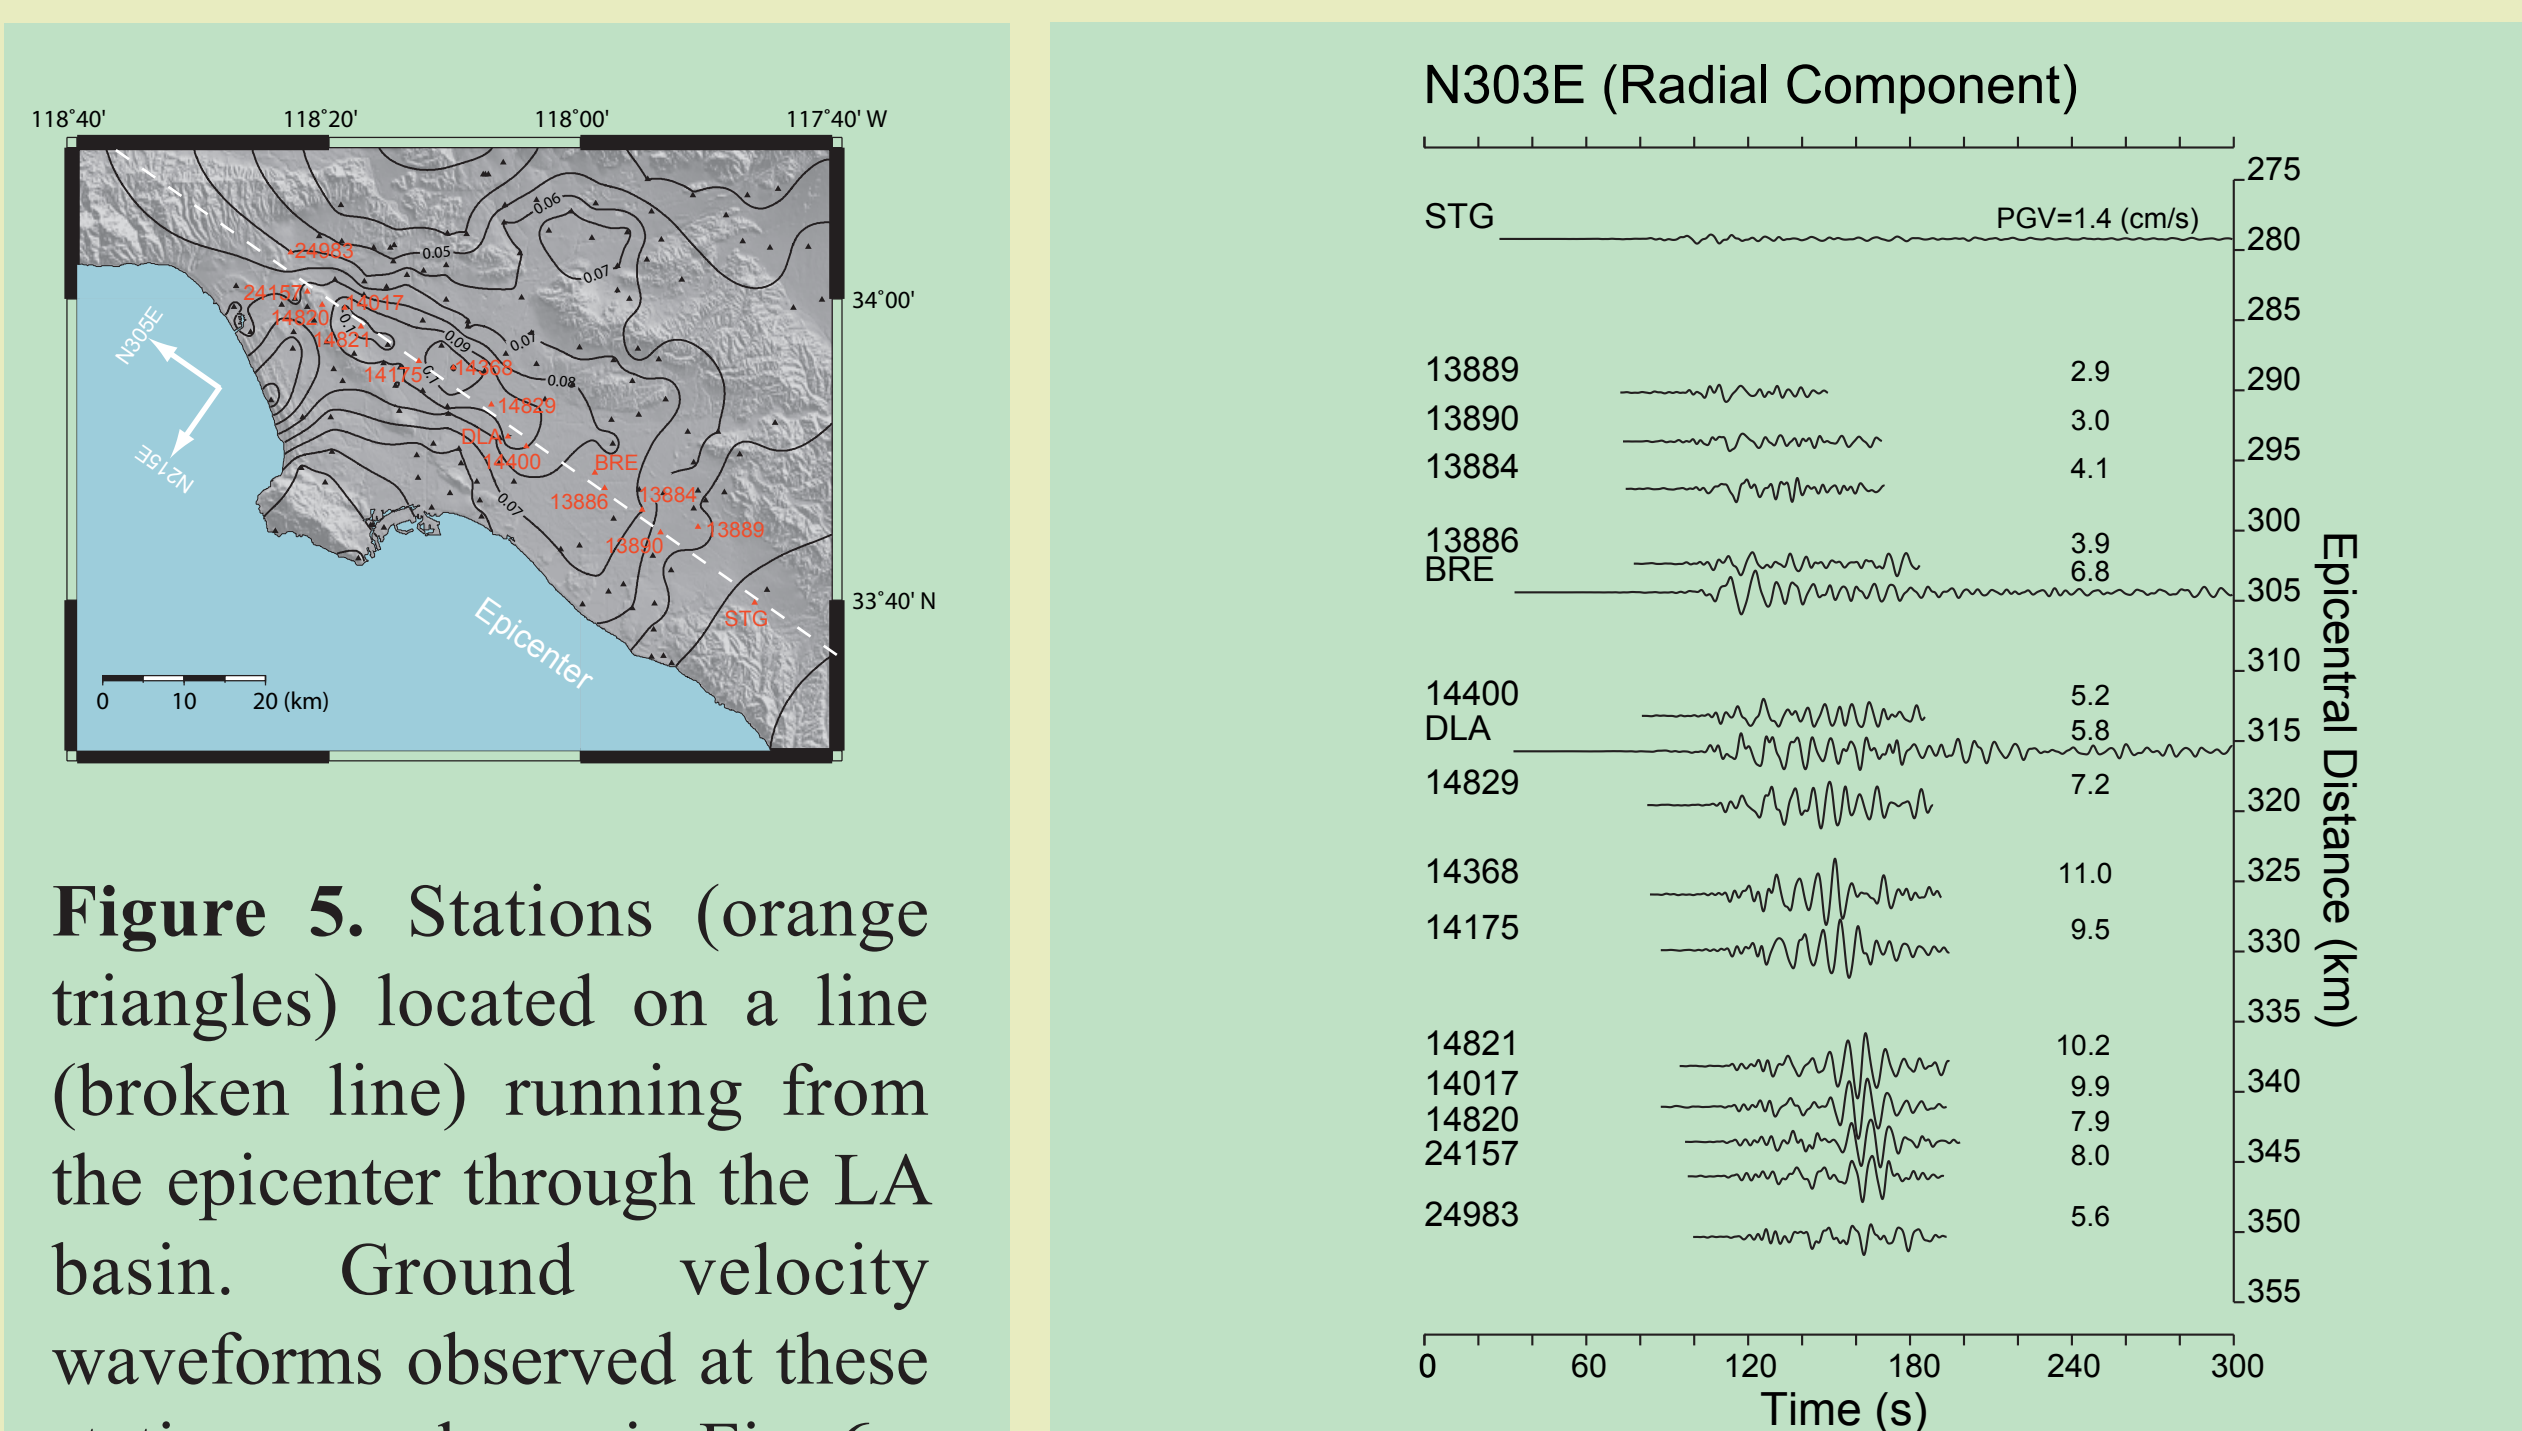 118˚40'
118˚20'
118˚00'
117˚40' W
34˚00'
33˚40' N
0.06
0.05
0.07
24983
24157
14017
14820
0.1
14821
0.09
0.07
0.08
14175
0.1
14368
14829
DLA
14400
BRE
0.07
13886
13884
13889
13890
STG
N305E
N215E
Epicenter
0 10 20 (km)
Figure 5. Stations (orange
triangles) located on a line
(broken line) running from
the epicenter through the LA
basin. Ground velocity
waveforms observed at these
N303E (Radial Component)
STG PGV=1.4 (cm/s)
13889 2.9
13890 3.0
13884 4.1
13886 3.9
BRE 6.8
14400 5.2
DLA 5.8
14829 7.2
14368 11.0
14175 9.5
14821 10.2
14017 9.9
14820 7.9
24157 8.0
24983 5.6
275
280
285
290
295
300
305
310
315
320
325
330
335
340
345
350
355
Epicentral Distance (km)
0 60 120 180 240 300
Time (s)